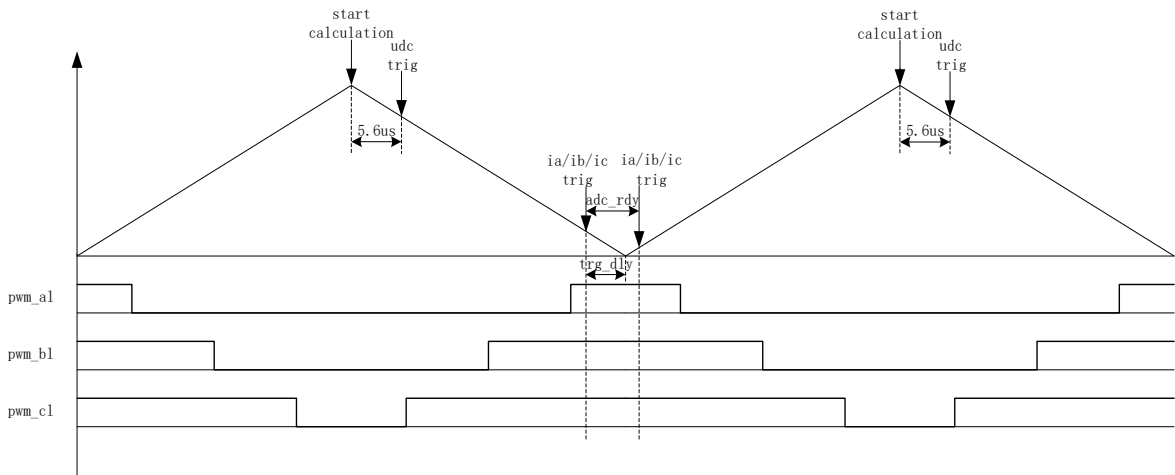 start
calculation
udc
trig
5.6us
ia/ib/ic
trig
ia/ib/ic
trig
adc_rdy
trg_dly
start
calculation
udc
trig
5.6us
pwm_al
pwm_bl
pwm_cl